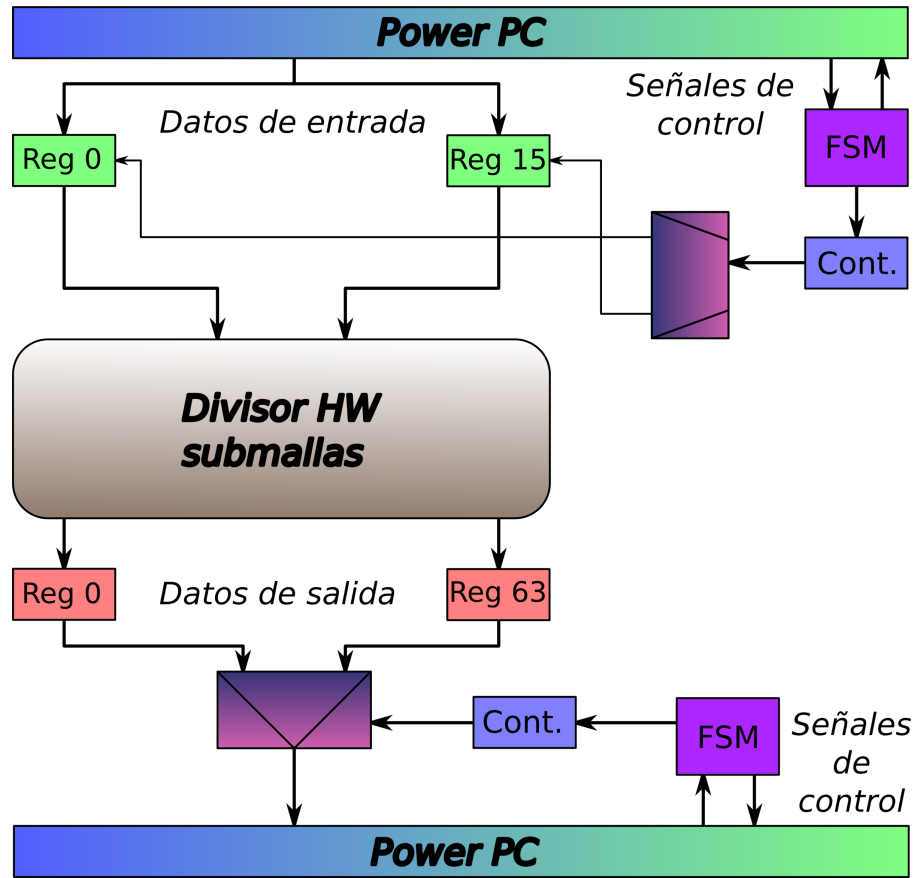 Power PC
Señales de
control
Datos de entrada
FSM
Reg 0
Reg 15
Cont.
Divisor HW
submallas
Reg 0
Datos de salida
Reg 63
Cont.
FSM
Señales
de
control
Power PC